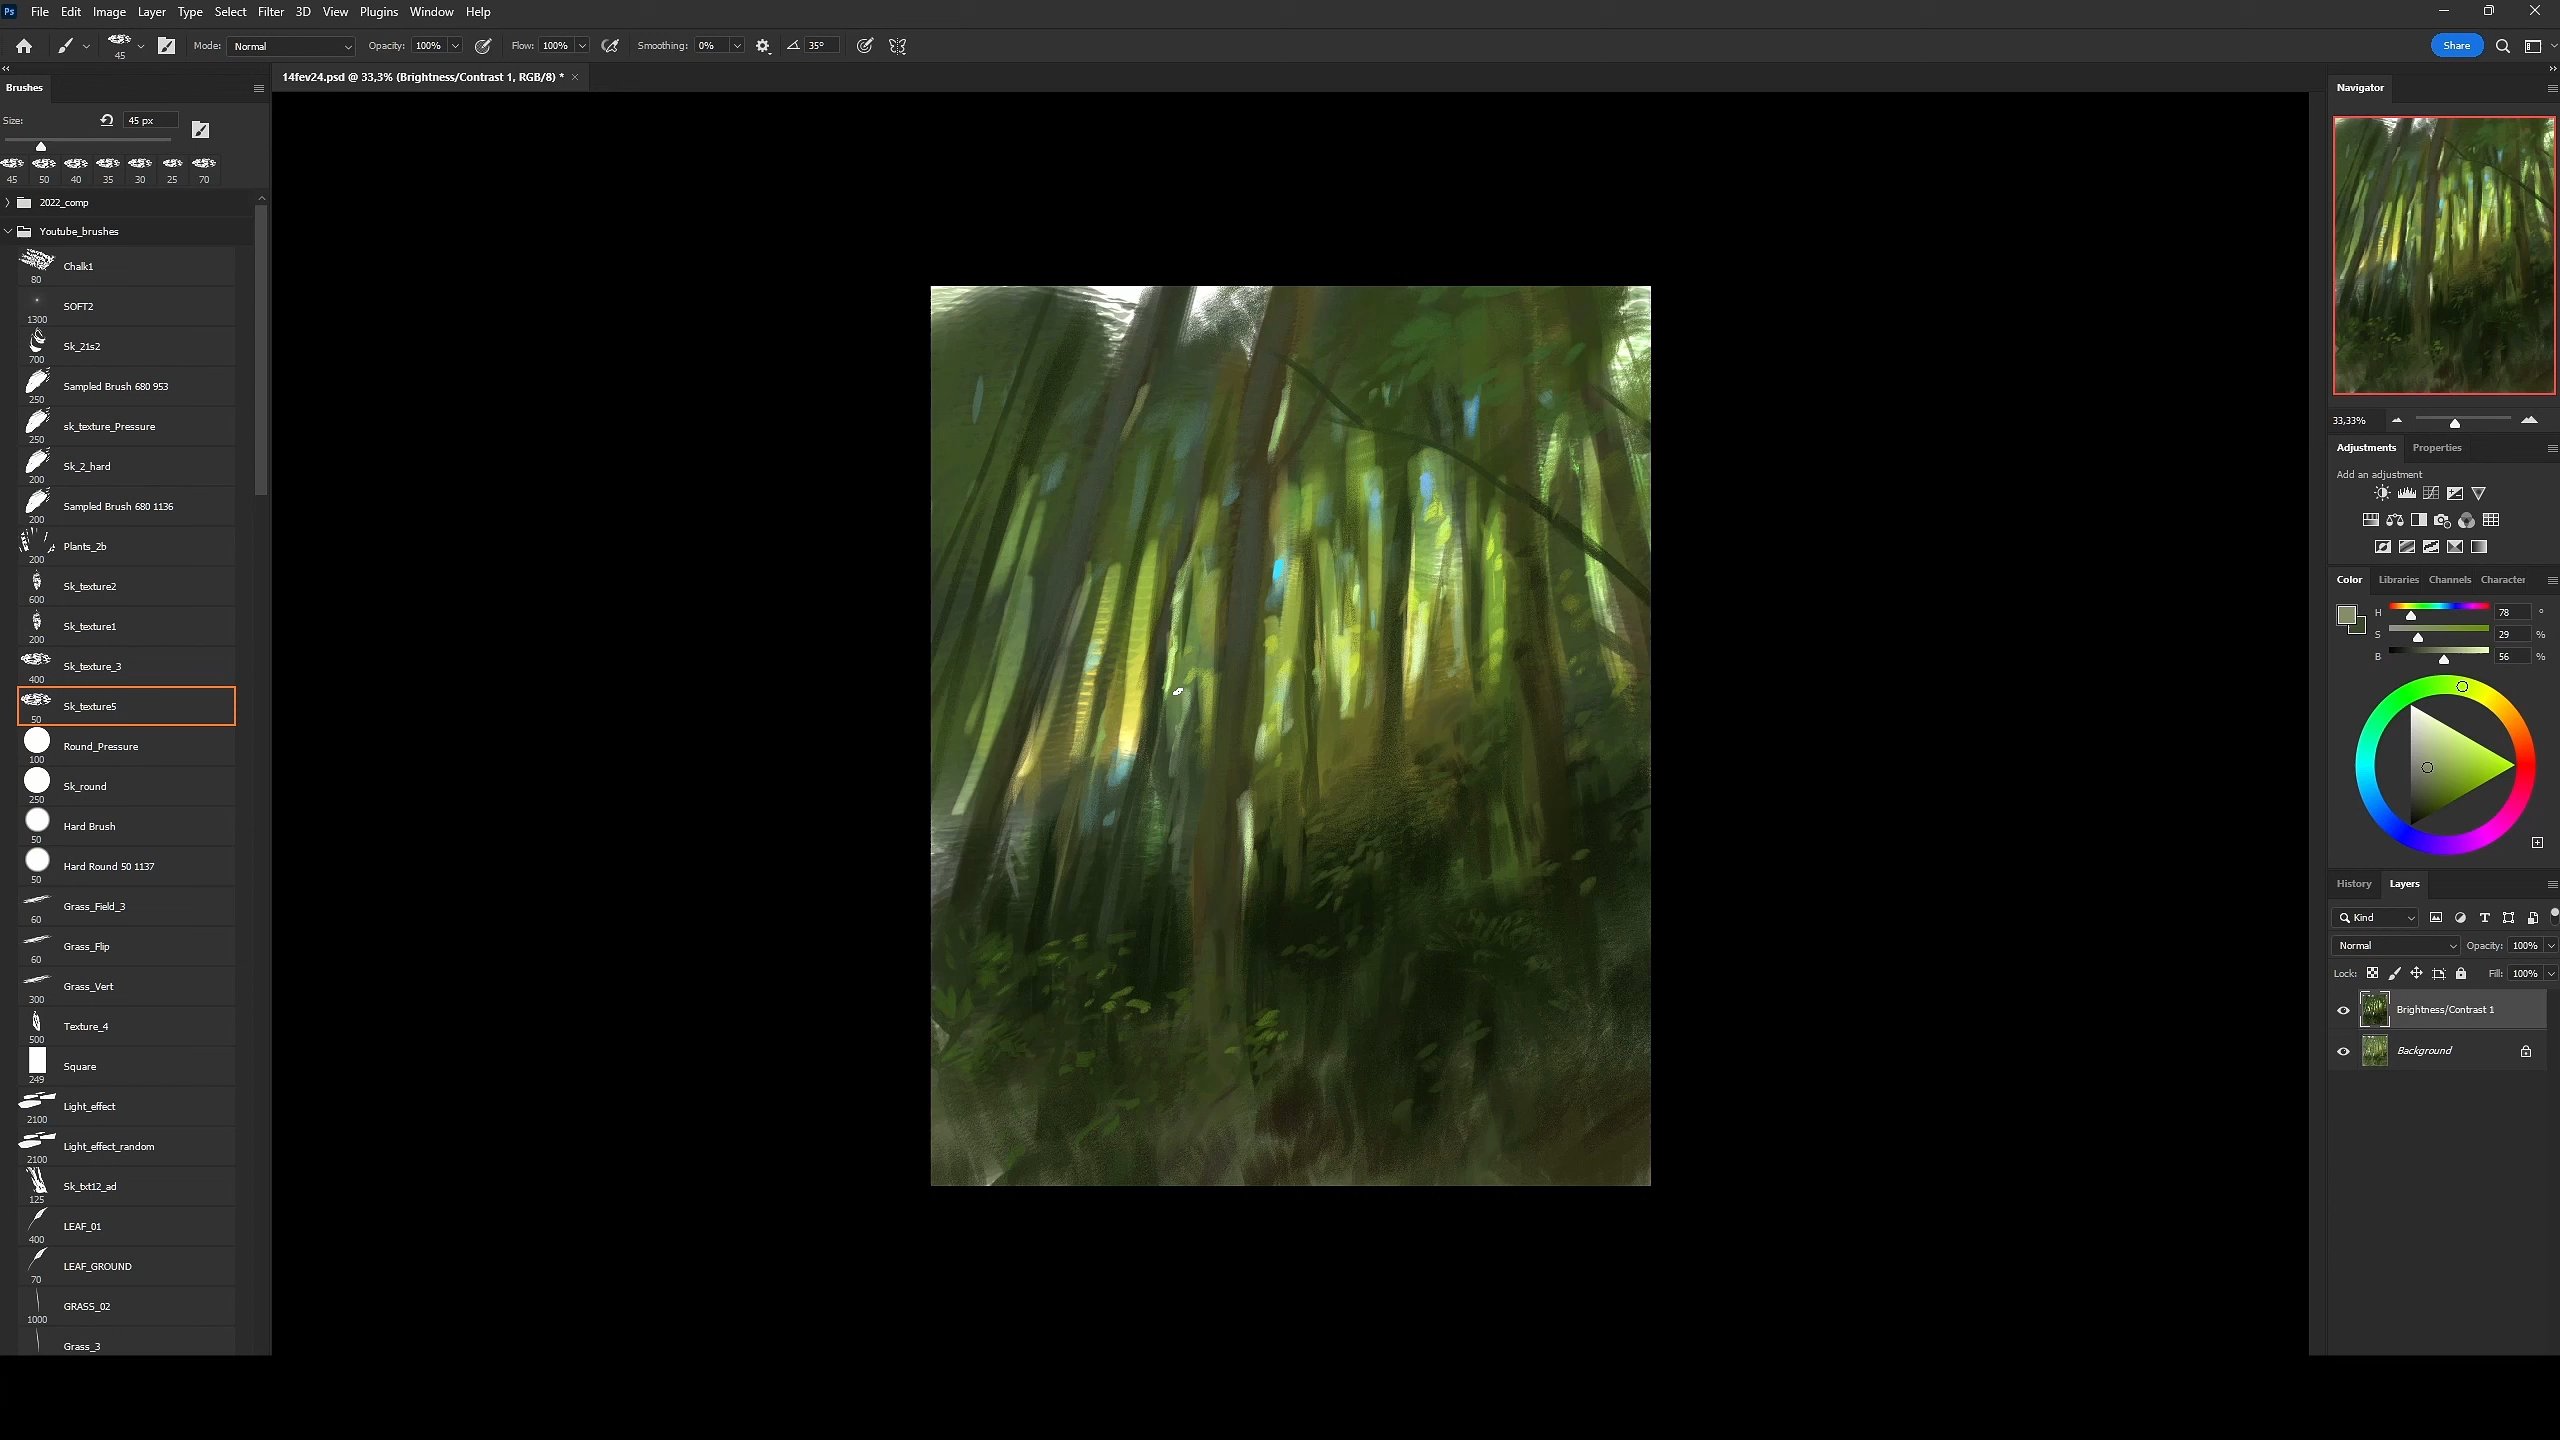 Ps File Edit Image Layer Type Select Filter 3D View Plugins Window Help
45 Mode: Normal Opacity: 100% Flow: 100% Smoothing: 0% 35° Share
Brushes
14fev24.psd @ 33,3% (Brightness/Contrast 1, RGB/8) *
Size: 45 px
45 50 40 35 30 25 70
2022_comp
Youtube_brushes
Chalk1
80
SOFT2
1300
Sk_21s2
700
Sampled Brush 680 953
250
sk_texture_Pressure
250
Sk_2_hard
200
Sampled Brush 680 1136
200
Plants_2b
200
Sk_texture2
600
Sk_texture1
200
Sk_texture_3
400
Sk_texture5
50
Round_Pressure
100
Sk_round
250
Hard Brush
50
Hard Round 50 1137
50
Grass_Field_3
60
Grass_Flip
60
Grass_Vert
300
Texture_4
500
Square
249
Light_effect
2100
Light_effect_random
2100
Sk_txt12_ad
125
LEAF_01
400
LEAF_GROUND
70
GRASS_02
1000
Grass_3
Navigator
33,33%
Adjustments Properties
Add an adjustment
Color Libraries Channels Character
H 78 °
S 29 %
B 56 %
History Layers
Kind
Normal Opacity: 100%
Lock: Fill: 100%
Brightness/Contrast 1
Background